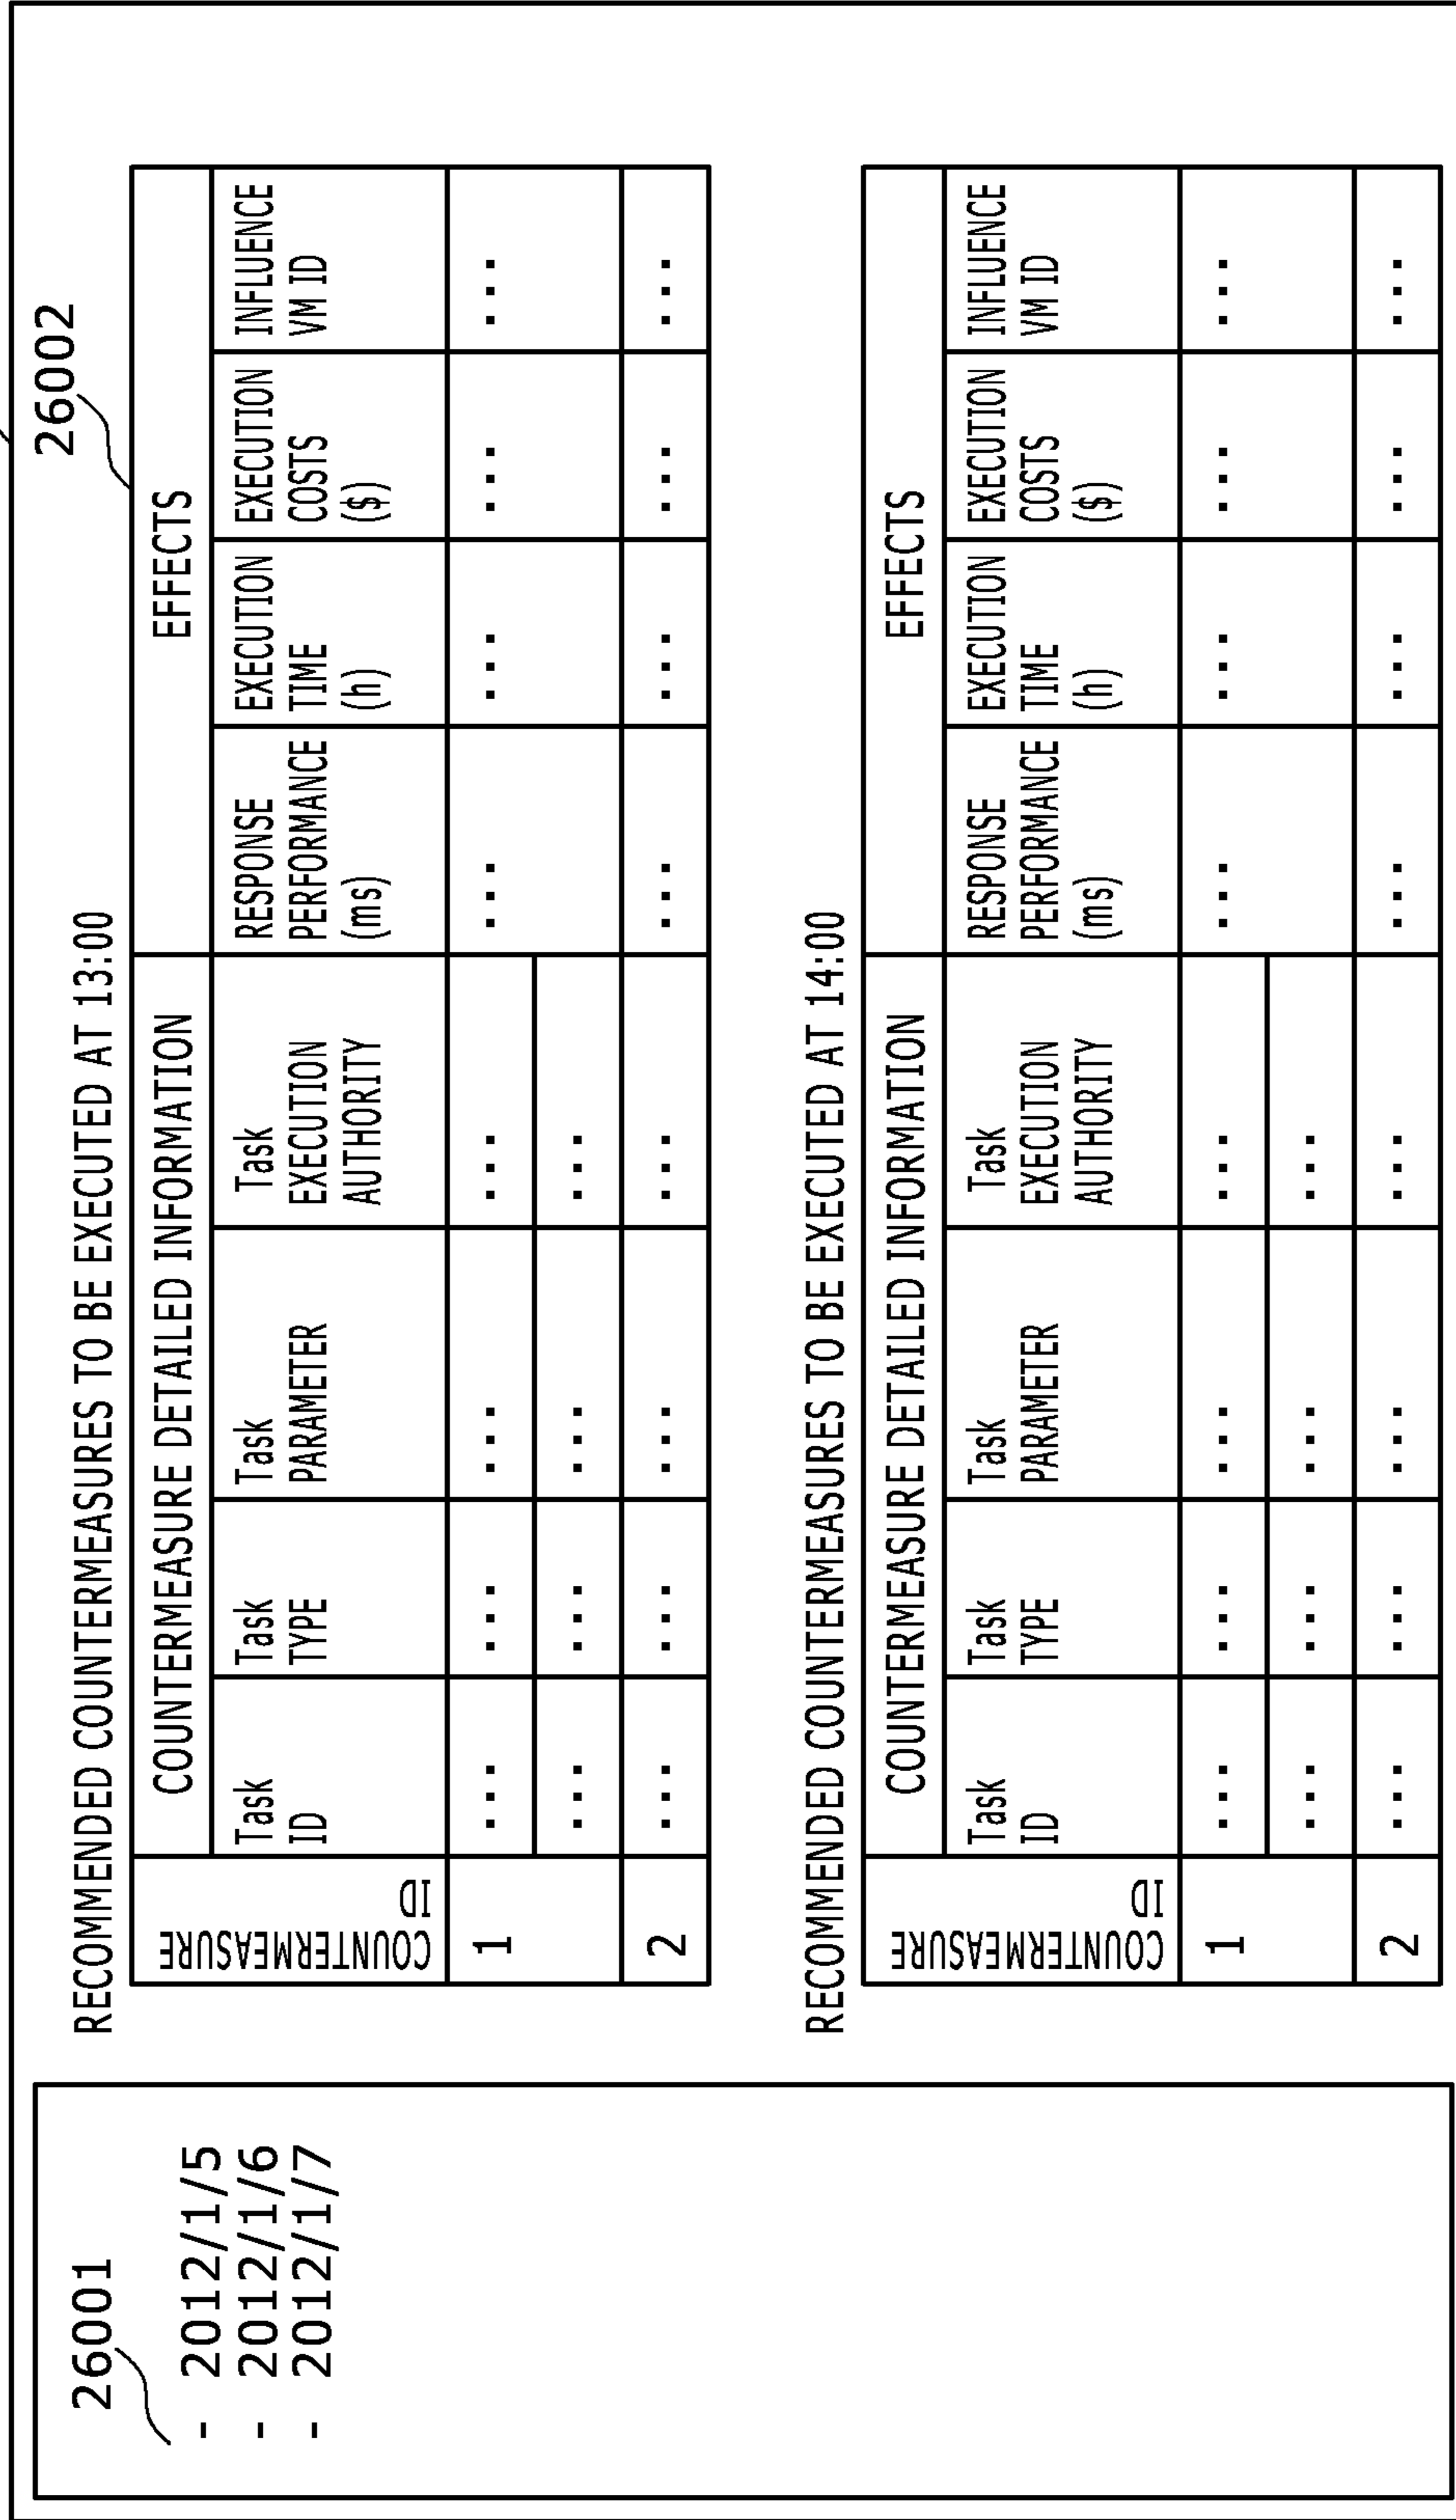 26001
- 2012/1/5
- 2012/1/6
- 2012/1/7
26002
RECOMMENDED COUNTERMEASURES TO BE EXECUTED AT 13:00
COUNTERMEASURE
ID
COUNTERMEASURE DETAILED INFORMATION
EFFECTS
Task
ID
Task
TYPE
Task
PARAMETER
Task
EXECUTION
AUTHORITY
RESPONSE
PERFORMANCE
(ms)
EXECUTION
TIME
(h)
EXECUTION
COSTS
($)
INFLUENCE
VM ID
1 ... ... ... ... ... ... ... ...
... ... ... ...
2 ... ... ... ... ... ... ... ...
RECOMMENDED COUNTERMEASURES TO BE EXECUTED AT 14:00
COUNTERMEASURE
ID
COUNTERMEASURE DETAILED INFORMATION
EFFECTS
Task
ID
Task
TYPE
Task
PARAMETER
Task
EXECUTION
AUTHORITY
RESPONSE
PERFORMANCE
(ms)
EXECUTION
TIME
(h)
EXECUTION
COSTS
($)
INFLUENCE
VM ID
1 ... ... ... ... ... ... ... ...
... ... ... ...
2 ... ... ... ... ... ... ... ...